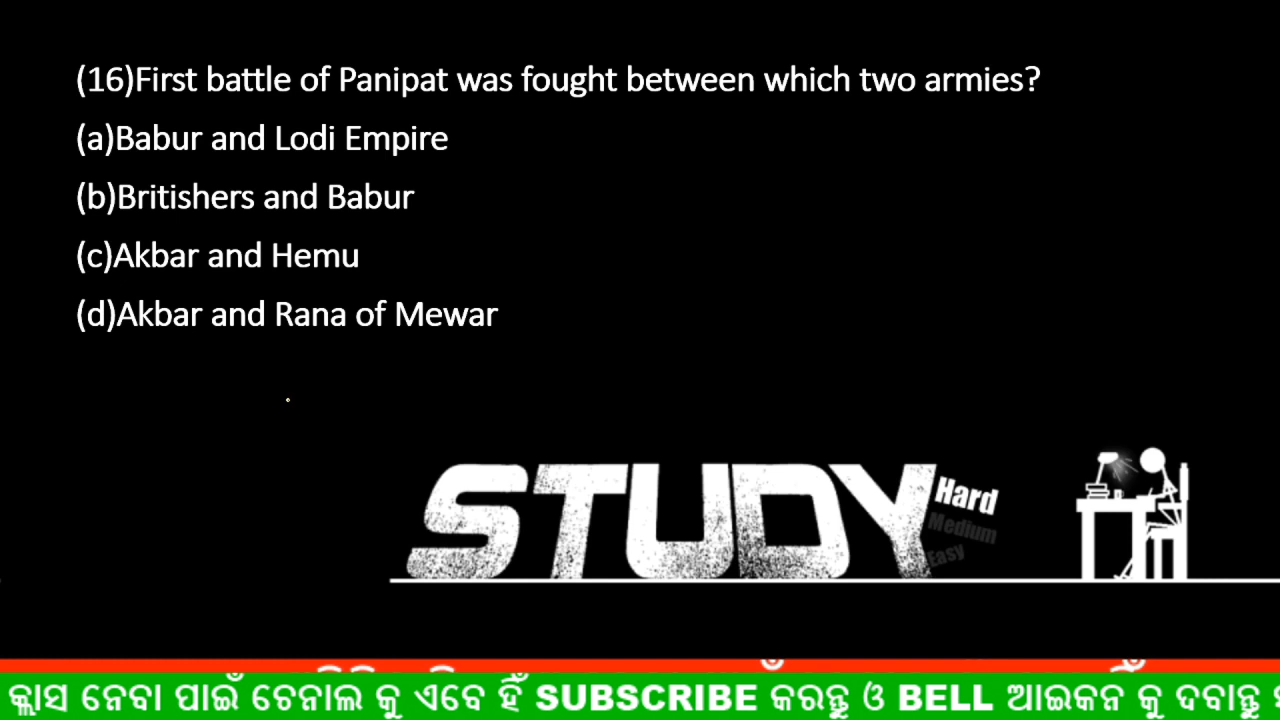 (16)First battle of Panipat was fought between which two armies?
(a)Babur and Lodi Empire
(b)Britishers and Babur
(c)Akbar and Hemu
(d)Akbar and Rana of Mewar
STUDY
Hard
Medium
Easy
କ୍ଲାସ ନେବା ପାଇଁ ଚେନାଲ କୁ ଏବେ ହିଁ SUBSCRIBE କରନ୍ତୁ ଓ BELL ଆଇକନ କୁ ଦବାନ୍ତୁ